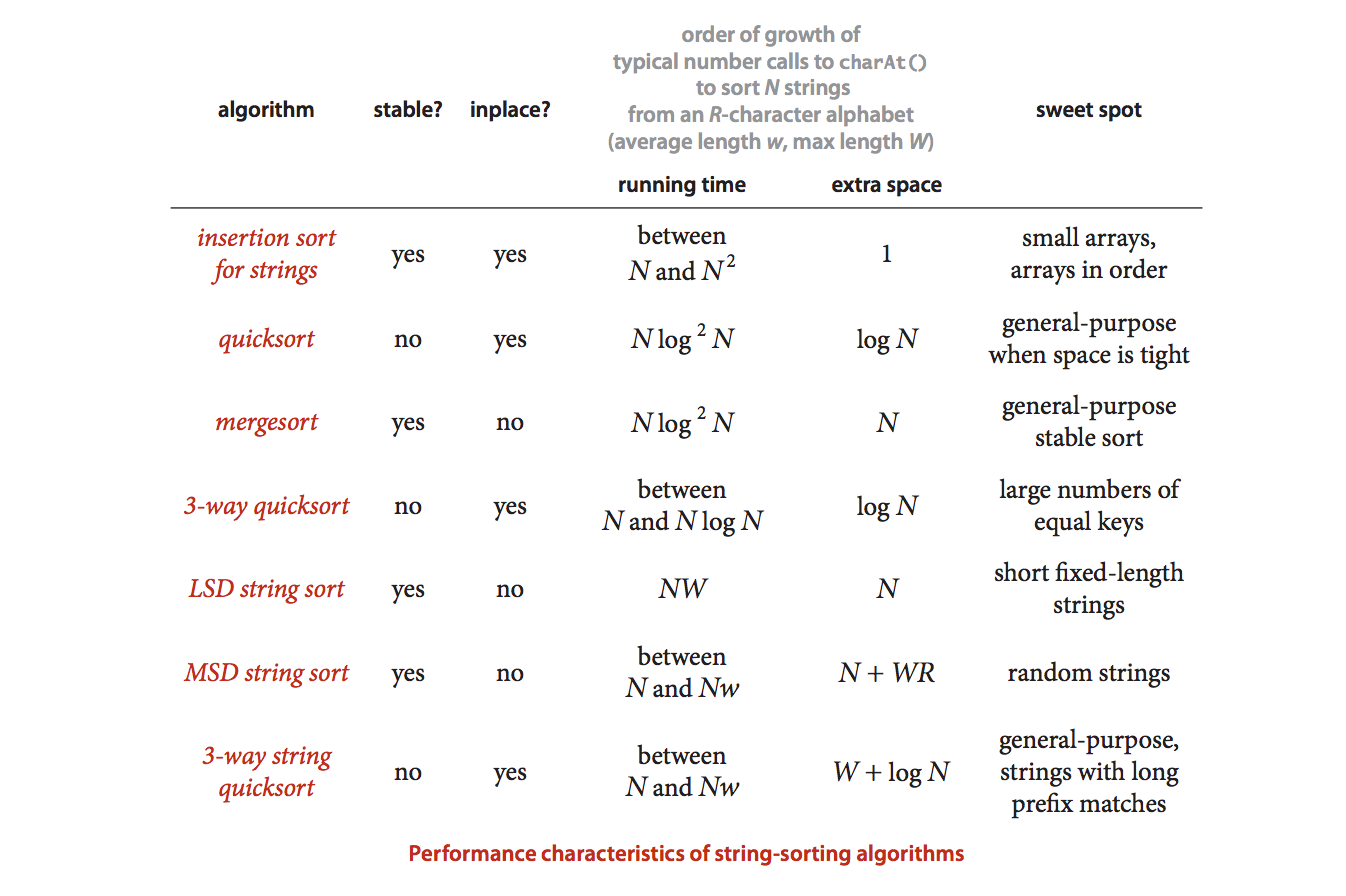 order of growth of
typical number calls to charAt()
to sort N strings
from an R-character alphabet
(average length w, max length W)
algorithm stable? inplace? sweet spot
running time extra space
insertion sort
for strings
yes yes
between
N and N²
1
small arrays,
arrays in order
quicksort
no yes
N log ² N
log N
general-purpose
when space is tight
mergesort
yes no
N log ² N
N
general-purpose
stable sort
3-way quicksort
no yes
between
N and N log N
log N
large numbers of
equal keys
LSD string sort
yes no
NW
N
short fixed-length
strings
MSD string sort
yes no
between
N and Nw
N + WR
random strings
3-way string
quicksort
no yes
between
N and Nw
W + log N
general-purpose,
strings with long
prefix matches
Performance characteristics of string-sorting algorithms